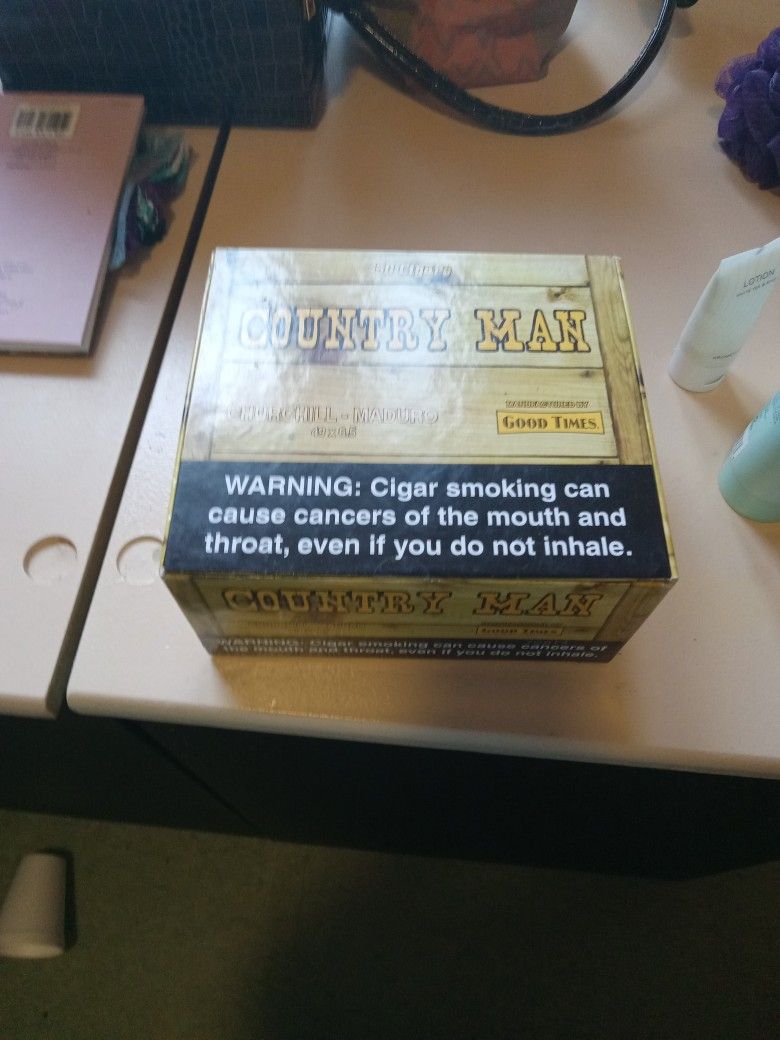 COUNTRY MAN
CHURCHILL - MADURO
49 x 6.5
MANUFACTURED BY
GOOD TIMES.
WARNING: Cigar smoking can
cause cancers of the mouth and
throat, even if you do not inhale.
COUNTRY MAN
GOOD TIMES
WARNING: Cigar smoking can cause cancers of
the mouth and throat, even if you do not inhale.
LOTION